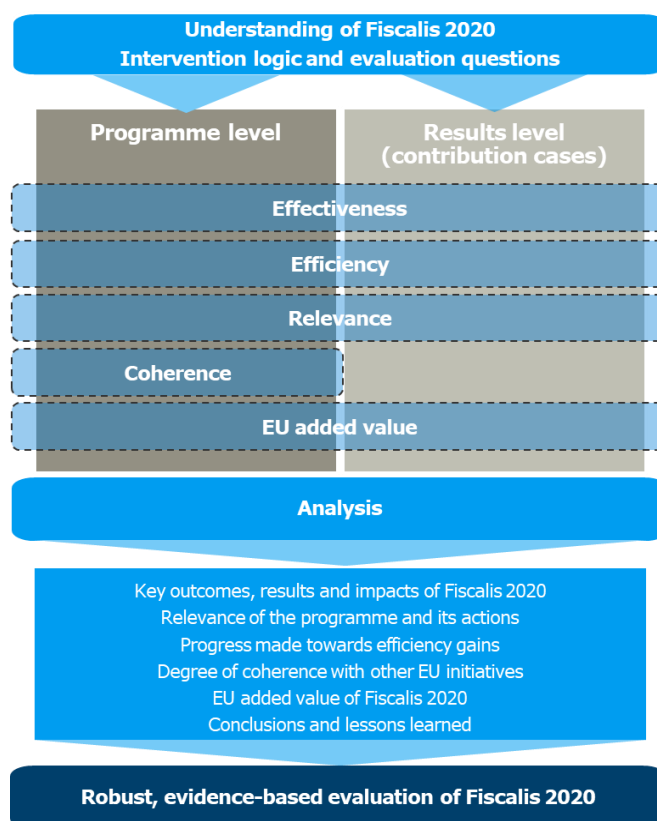 Understanding of Fiscalis 2020
Intervention logic and evaluation questions
Programme level
Results level
(contribution cases)
Effectiveness
Efficiency
Relevance
Coherence
EU added value
Analysis
Key outcomes, results and impacts of Fiscalis 2020
Relevance of the programme and its actions
Progress made towards efficiency gains
Degree of coherence with other EU initiatives
EU added value of Fiscalis 2020
Conclusions and lessons learned
Robust, evidence-based evaluation of Fiscalis 2020